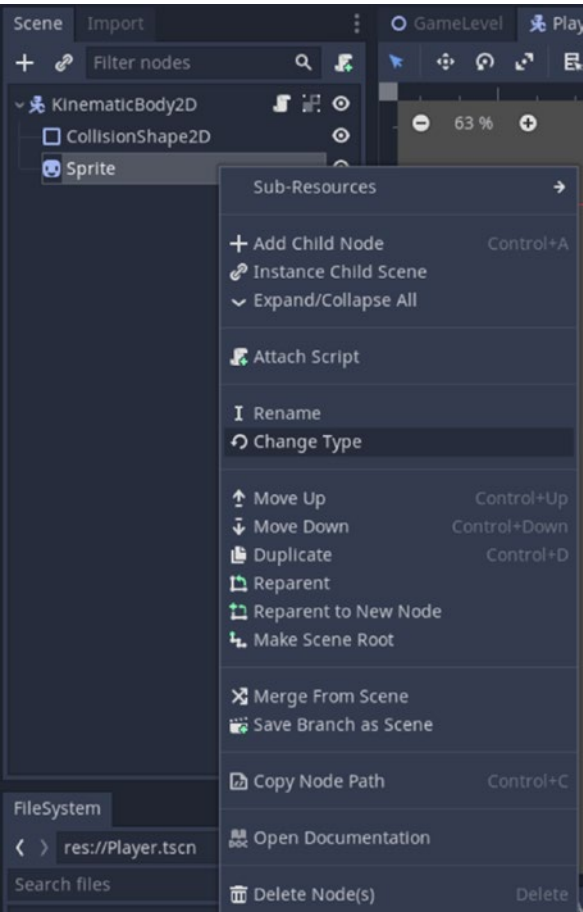 Scene Import GameLevel Play
Filter nodes
KinematicBody2D
63 %
CollisionShape2D
Sprite
Sub-Resources
Add Child Node Control+A
Instance Child Scene
Expand/Collapse All
Attach Script
Rename
Change Type
Move Up Control+Up
Move Down Control+Down
Duplicate Control+D
Reparent
Reparent to New Node
Make Scene Root
Merge From Scene
Save Branch as Scene
Copy Node Path Control+C
FileSystem
res://Player.tscn
Open Documentation
Search files
Delete Node(s) Delete